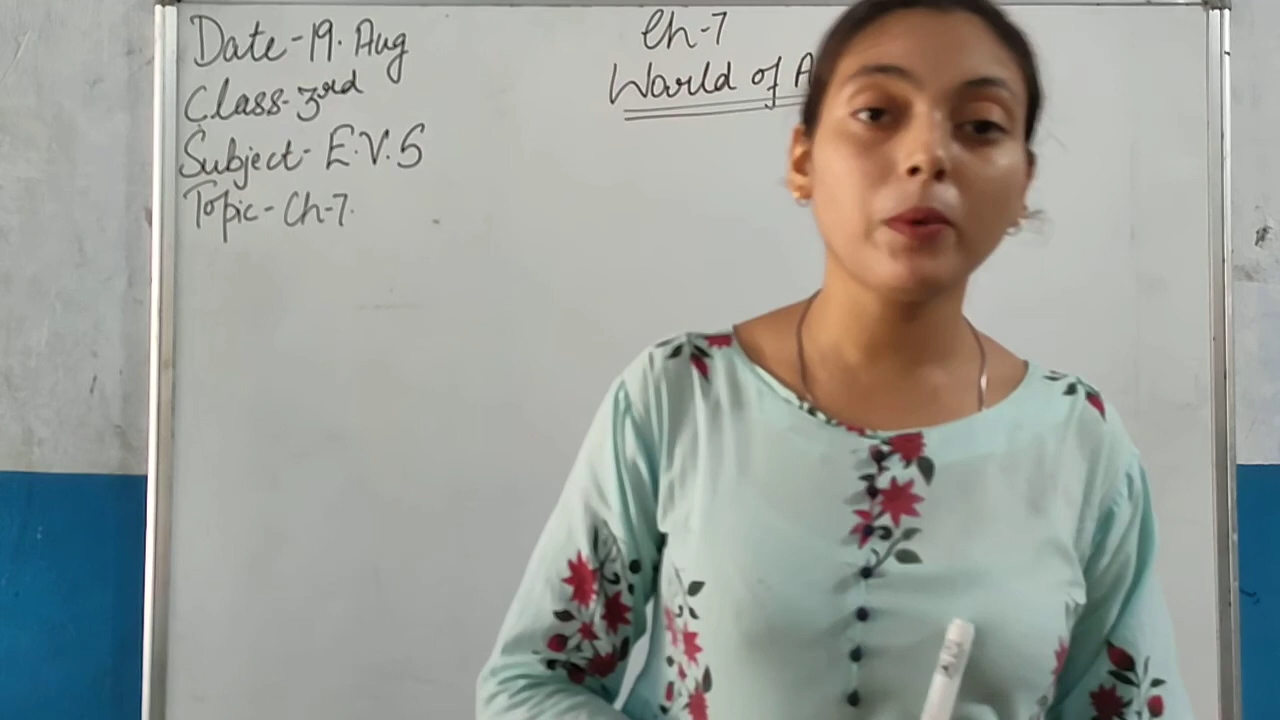 Date-19. Aug
Class-3rd
Subject- E.V.S
Topic- Ch-7.
Ch-7
World of A